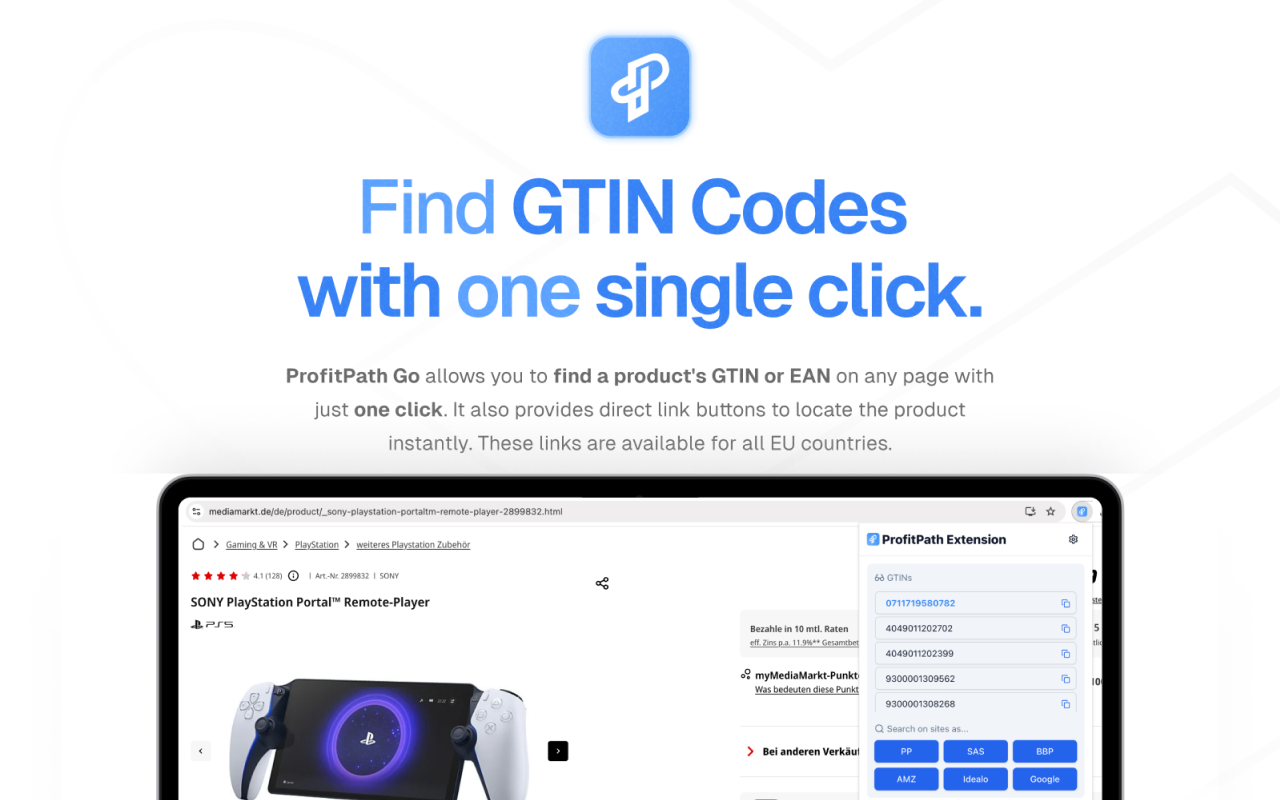 Find GTIN Codes
with one single click.
ProfitPath Go allows you to find a product's GTIN or EAN on any page with
just one click. It also provides direct link buttons to locate the product
instantly. These links are available for all EU countries.
mediamarkt.de/de/product/_sony-playstation-portaltm-remote-player-2899832.html
Gaming & VR
PlayStation
weiteres Playstation Zubehör
4.1 (128)
Art.-Nr. 2899832
SONY
SONY PlayStation Portal™ Remote-Player
PS5
Bezahle in 10 mtl. Raten
eff. Zins p.a. 11.9%** Gesamtbet
myMediaMarkt-Punkt
Was bedeuten diese Punkt
Bei anderen Verkäuf
ProfitPath Extension
GTINs
0711719580782
4049011202702
4049011202399
9300001309562
9300001308268
Search on sites as...
PP
SAS
BBP
AMZ
Idealo
Google